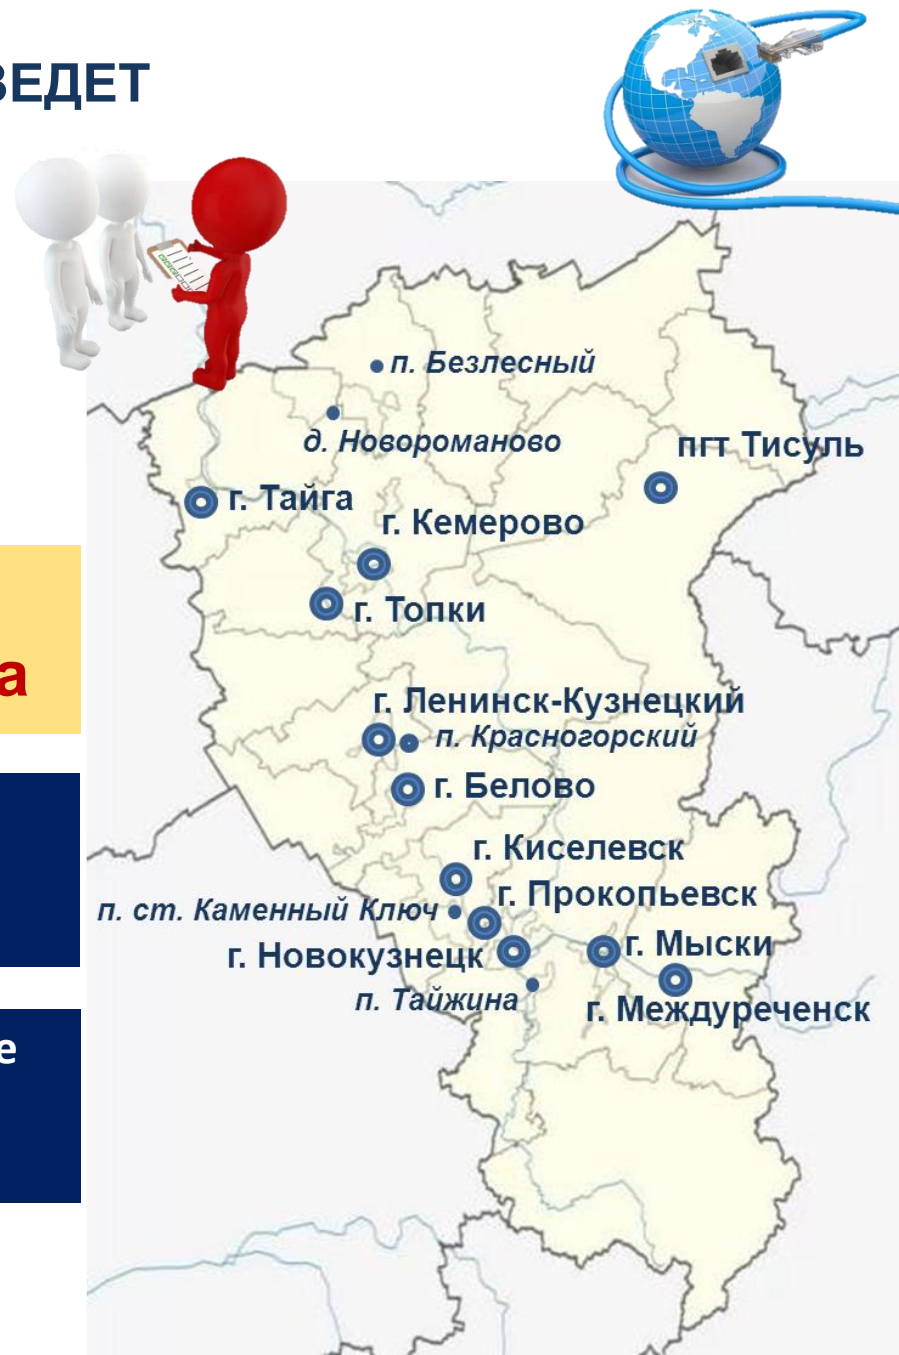 ВЕДЕТ
п. Безлесный
д. Новороманово
пгт Тисуль
г. Тайга
г. Кемерово
г. Топки
а
г. Ленинск-Кузнецкий
п. Красногорский
г. Белово
г. Киселевск
г. Прокопьевск
п. ст. Каменный Ключ
г. Мыски
г. Новокузнецк
п. Тайжина
г. Междуреченск
е